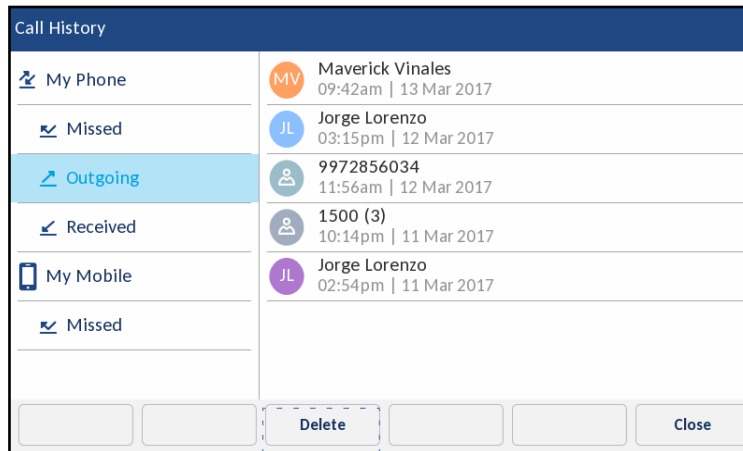 Call History
My Phone
Missed
Outgoing
Received
My Mobile
Missed
MV
Maverick Vinales
09:42am | 13 Mar 2017
JL
Jorge Lorenzo
03:15pm | 12 Mar 2017
9972856034
11:56am | 12 Mar 2017
1500 (3)
10:14pm | 11 Mar 2017
JL
Jorge Lorenzo
02:54pm | 11 Mar 2017
Delete
Close